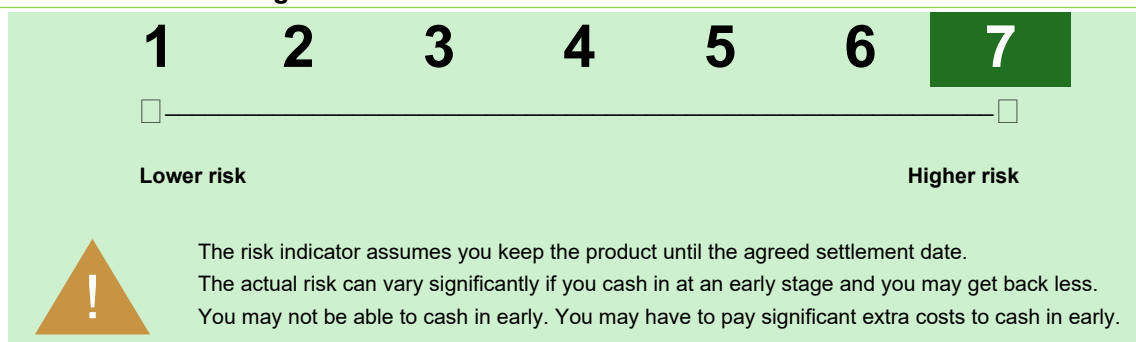 1 2 3 4 5 6 7
Lower risk Higher risk
!
The risk indicator assumes you keep the product until the agreed settlement date.
The actual risk can vary significantly if you cash in at an early stage and you may get back less.
You may not be able to cash in early. You may have to pay significant extra costs to cash in early.